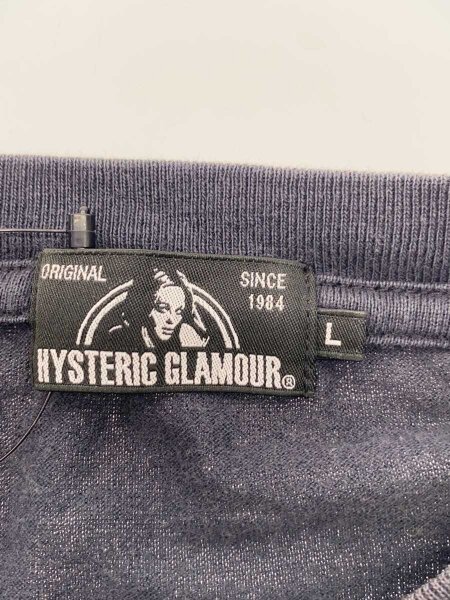 ORIGINAL
SINCE
1984
HYSTERIC GLAMOUR®
L